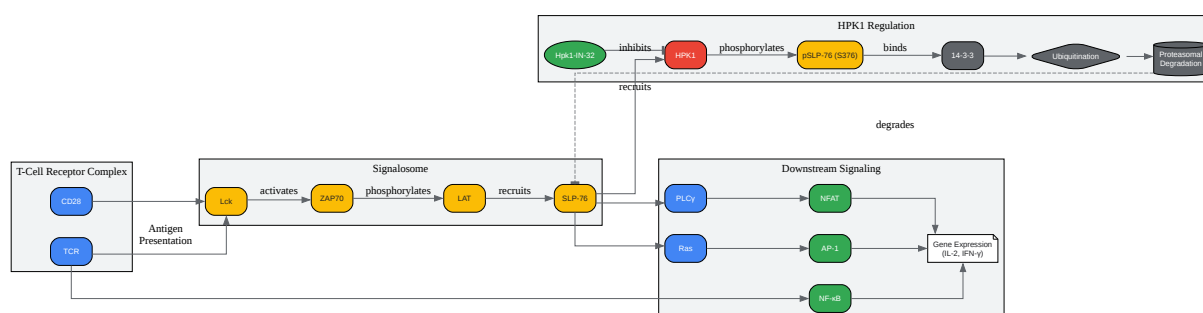 HPK1 Regulation
Hpk1-IN-32
inhibits
HPK1
phosphorylates
pSLP-76 (S376)
binds
14-3-3
Ubiquitination
Proteasomal
Degradation
recruits
degrades
T-Cell Receptor Complex
CD28
TCR
Antigen
Presentation
Signalosome
Lck
activates
ZAP70
phosphorylates
LAT
recruits
SLP-76
Downstream Signaling
PLCγ
NFAT
Ras
AP-1
NF-κB
Gene Expression
(IL-2, IFN-γ)